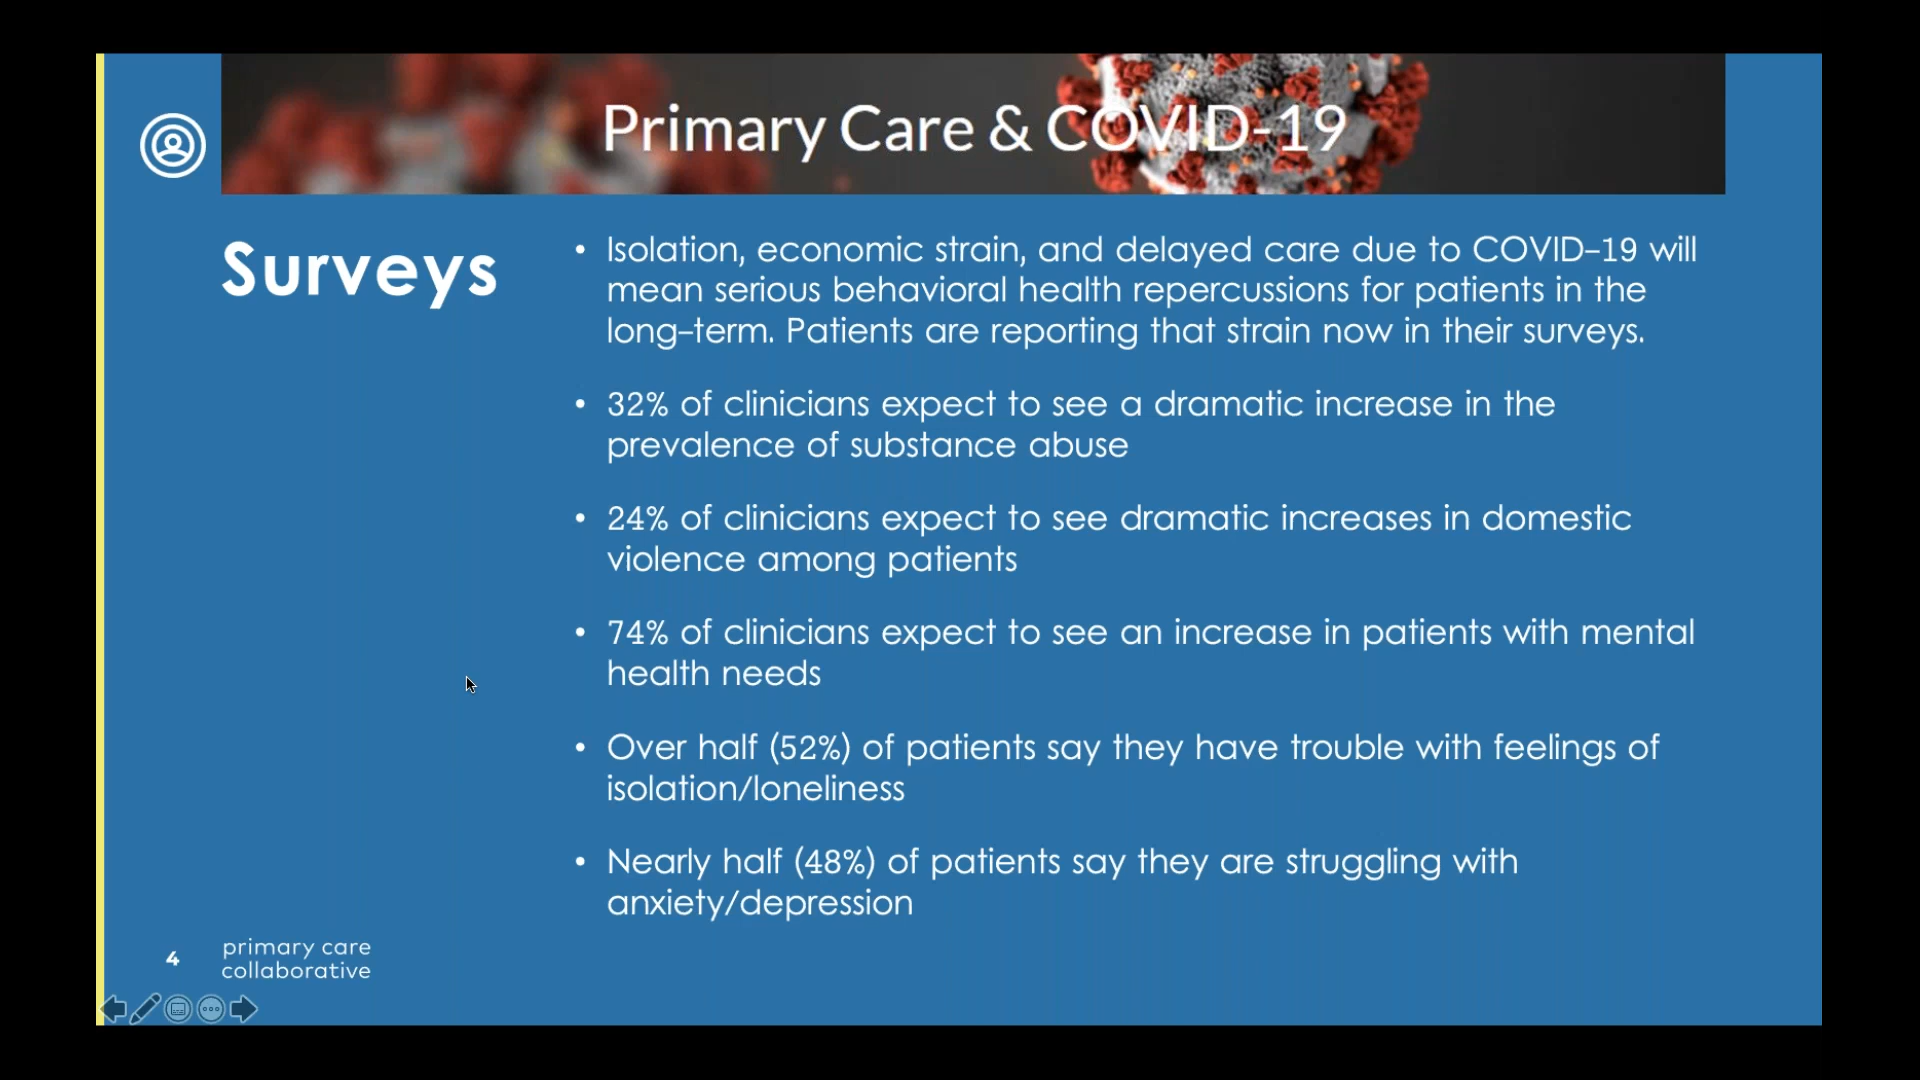 Primary Care & COVID-19
Surveys
• Isolation, economic strain, and delayed care due to COVID-19 will
mean serious behavioral health repercussions for patients in the
long-term. Patients are reporting that strain now in their surveys.
• 32% of clinicians expect to see a dramatic increase in the
prevalence of substance abuse
• 24% of clinicians expect to see dramatic increases in domestic
violence among patients
• 74% of clinicians expect to see an increase in patients with mental
health needs
• Over half (52%) of patients say they have trouble with feelings of
isolation/loneliness
• Nearly half (48%) of patients say they are struggling with
anxiety/depression
4
primary care
collaborative